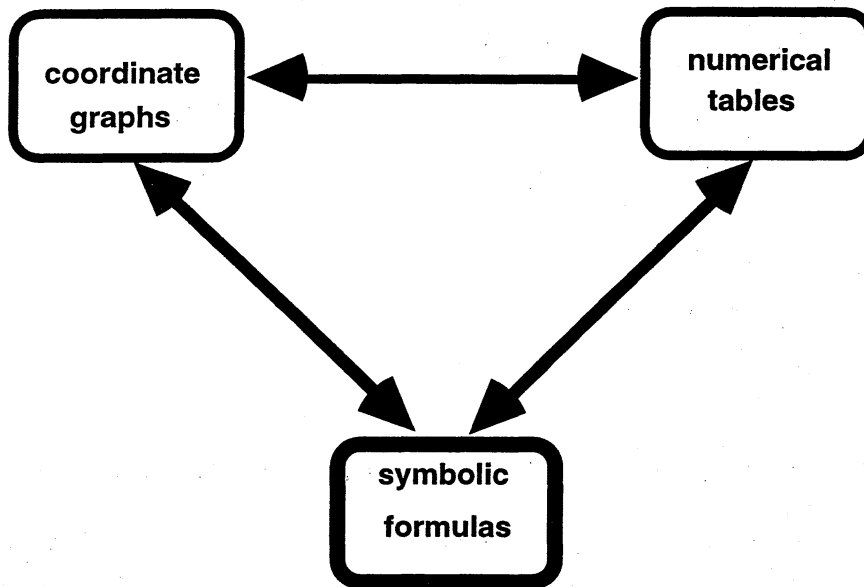 coordinate
graphs
numerical
tables
symbolic
formulas